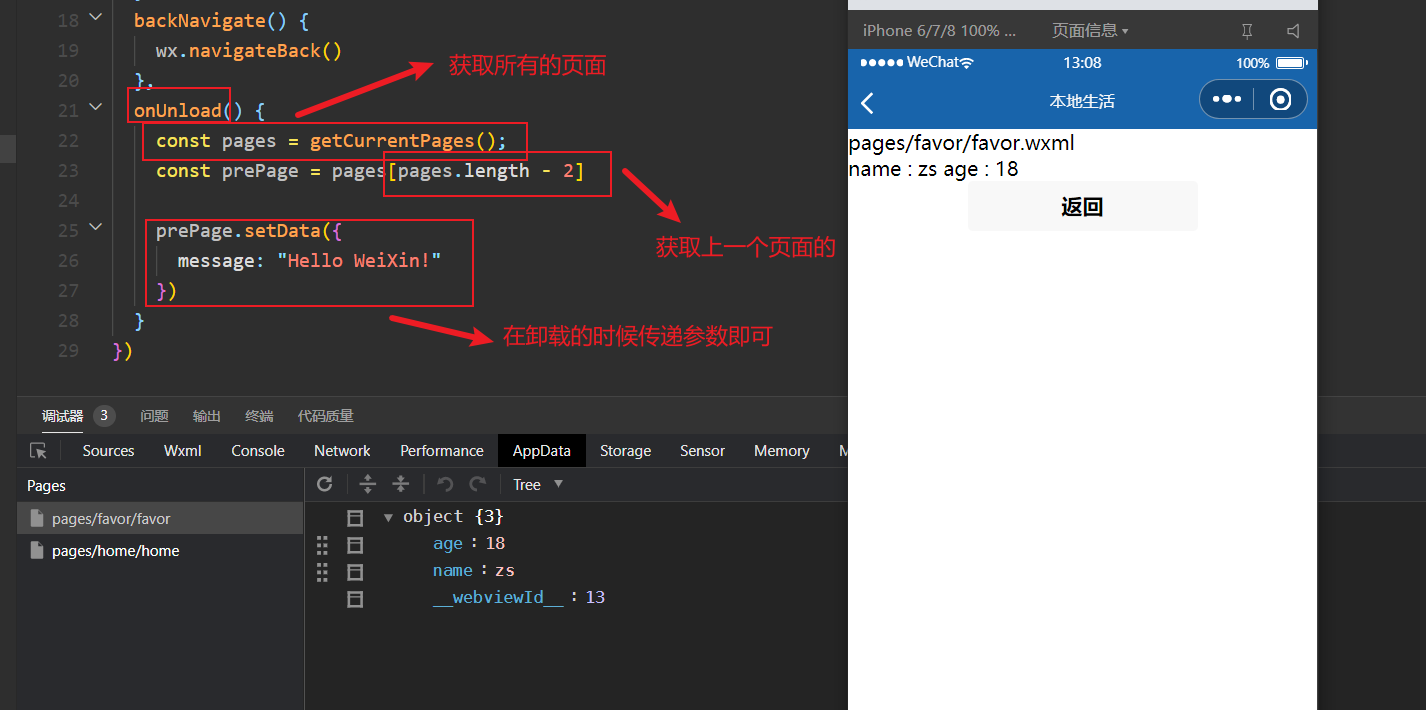 18 backNavigate() {
19 wx.navigateBack()
20 },
21 onUnload() {
22 const pages = getCurrentPages();
23 const prePage = pages[pages.length - 2]
24
25 prePage.setData({
26 message: "Hello WeiXin!"
27 })
28 }
29 })
获取所有的页面
获取上一个页面的
在卸载的时候传递参数即可
调试器 3 问题 输出 终端 代码质量
Sources Wxml Console Network Performance AppData Storage Sensor Memory M
Pages
Tree
pages/favor/favor
pages/home/home
object {3}
age : 18
name : zs
__webviewId__ : 13
iPhone 6/7/8 100% ... 页面信息
WeChat 13:08 100%
本地生活
pages/favor/favor.wxml
name : zs age : 18
返回